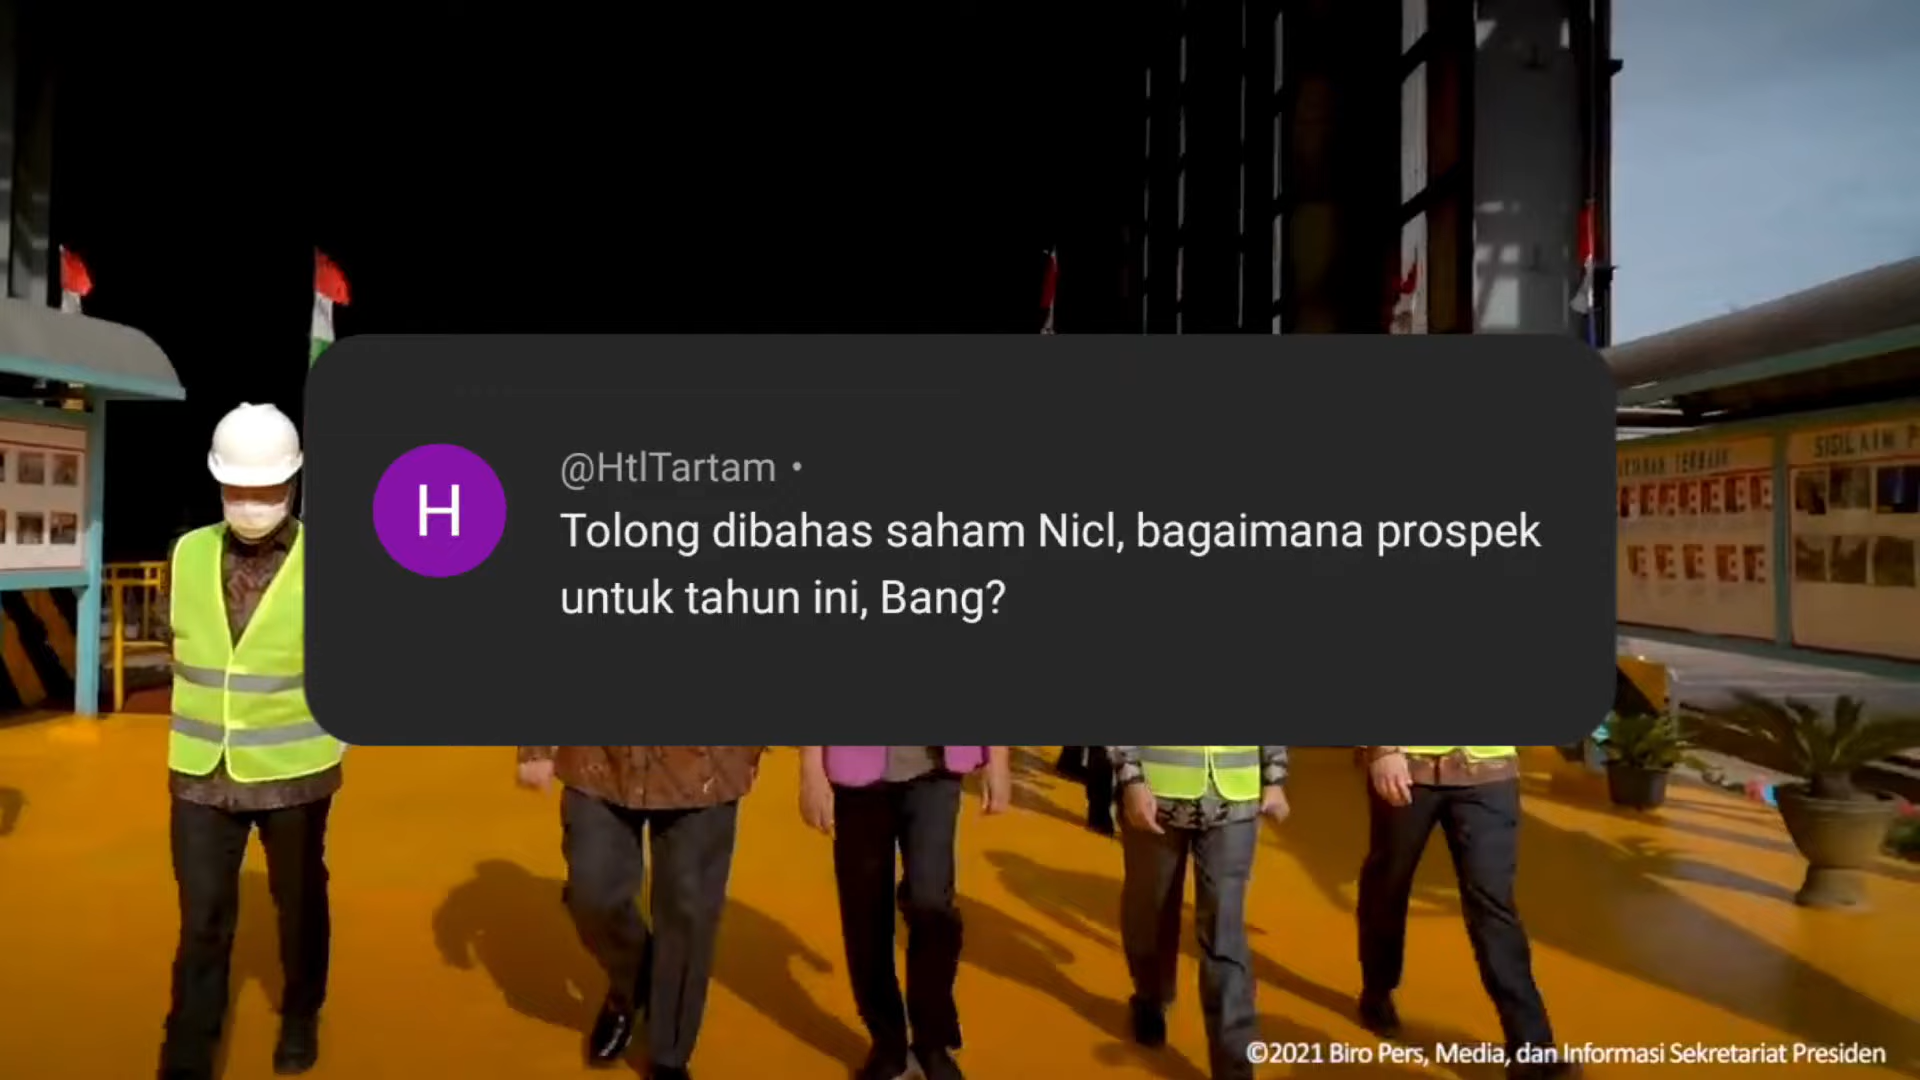 @HtlTartam •
H
Tolong dibahas saham Nicl, bagaimana prospek
untuk tahun ini, Bang?
©2021 Biro Pers, Media, dan Informasi Sekretariat Presiden